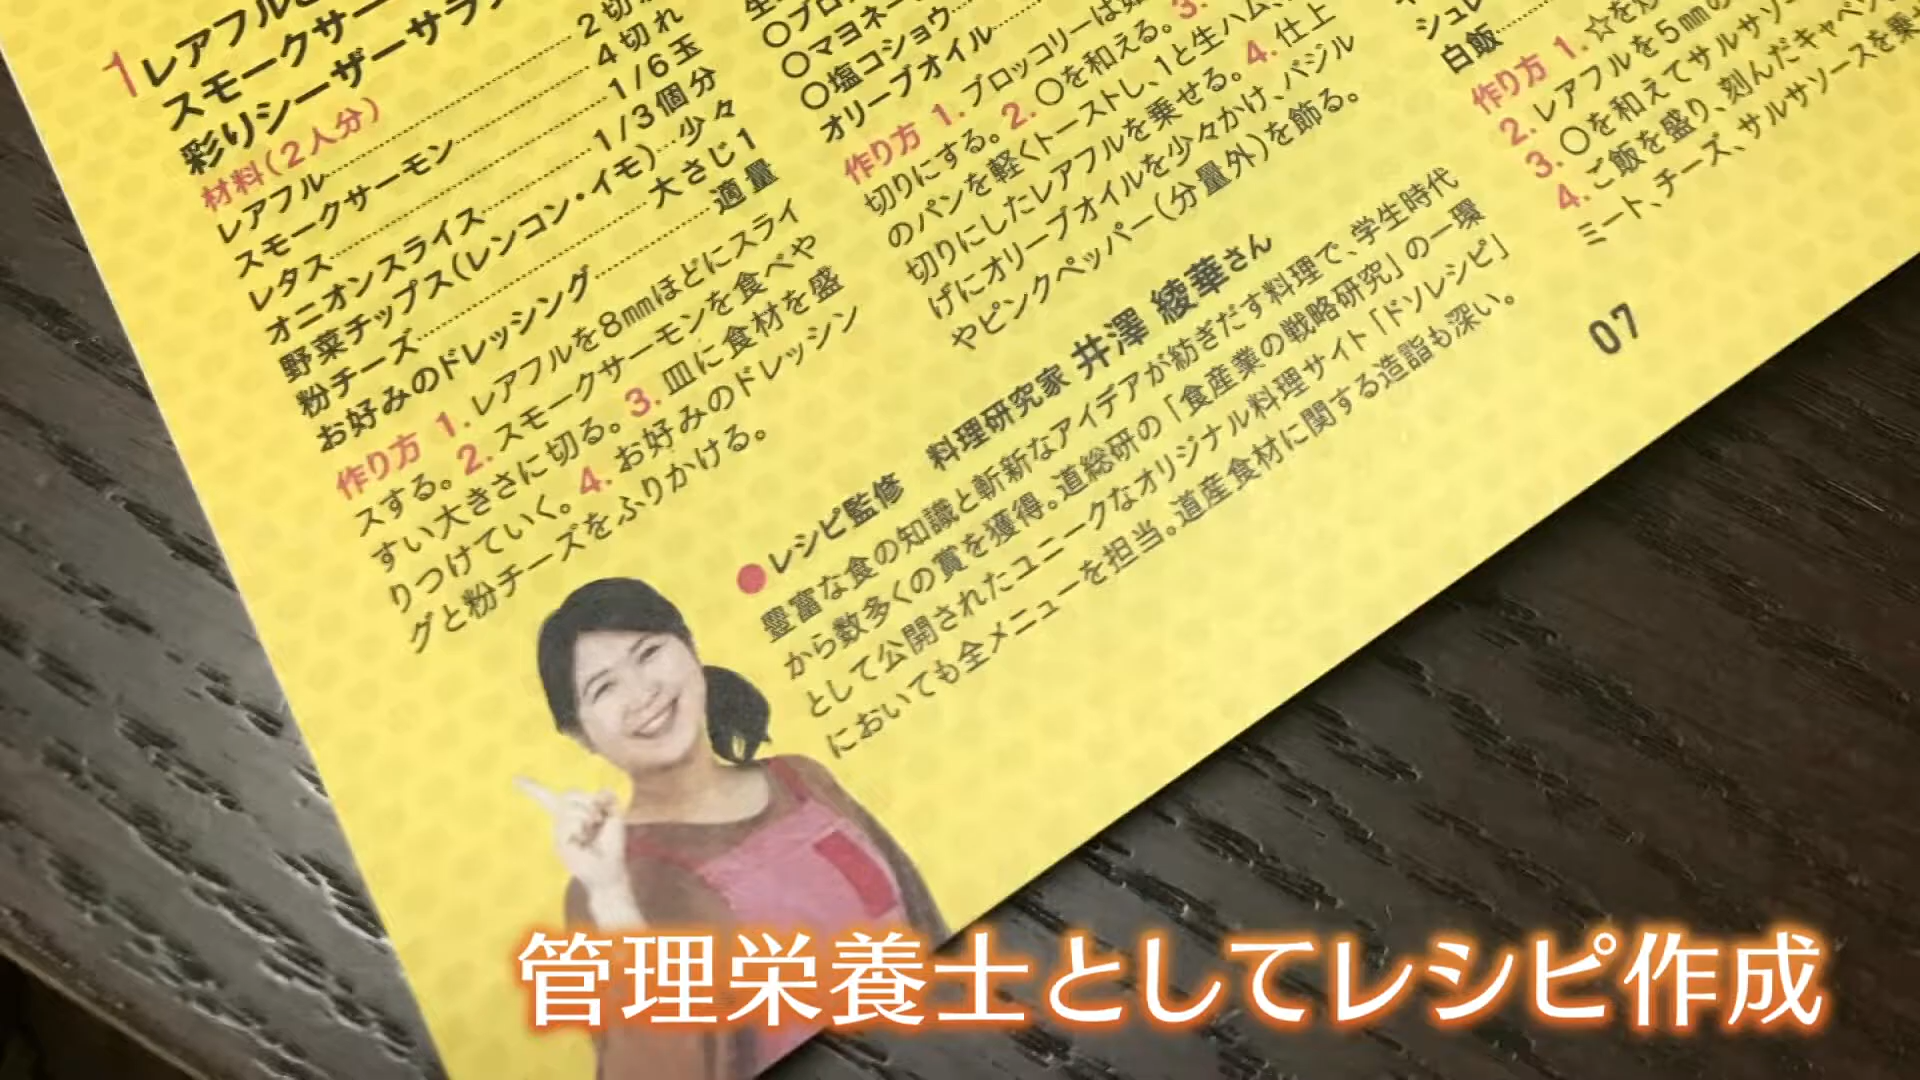 1レアフルと
スモークサー
彩りシーザーサラ
材料(2人分)
レアフル………2切れ
スモークサーモン………4切れ
レタス………1/6玉
オニオンスライス………1/3個分
野菜チップス(レンコン・イモ)…少々
粉チーズ………大さじ1
お好みのドレッシング………適量
作り方 1.レアフルを8㎜ほどにスライ
スする。2.スモークサーモンを食べや
すい大きさに切る。3.皿に食材を盛
りつけていく。4.お好みのドレッシン
グと粉チーズをふりかける。
〇マヨネー
〇塩コショウ
オリーブオイル
作り方 1.ブロッコリーは
切りにする。2.〇を和える。3.
のパンを軽くトーストし、1と生ハム、
切りにしたレアフルを乗せる。4.仕上
げにオリーブオイルを少々かけ、バジル
やピンクペッパー(分量外)を飾る。
シュレ
白飯
作り方 1.☆を
2.レアフルを5㎜の
3.〇を和えてサルサソー
4.ご飯を盛り、刻んだキャベツ
ミート、チーズ、サルサソースを乗
●レシピ監修 料理研究家 井澤 綾華さん
豊富な食の知識と斬新なアイデアが紡ぎだす料理で、学生時代
から数多くの賞を獲得。道総研の「食産業の戦略研究」の一環
として公開されたユニークなオリジナル料理サイト「ドソレシピ」
においても全メニューを担当。道産食材に関する造詣も深い。
07
管理栄養士としてレシピ作成